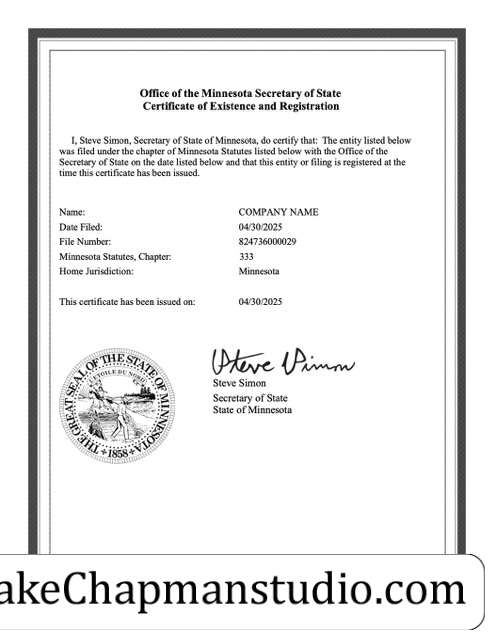 Office of the Minnesota Secretary of State
Certificate of Existence and Registration
I, Steve Simon, Secretary of State of Minnesota, do certify that: The entity listed below
was filed under the chapter of Minnesota Statutes listed below with the Office of the
Secretary of State on the date listed below and that this entity or filing is registered at the
time this certificate has been issued.
Name: COMPANY NAME
Date Filed: 04/30/2025
File Number: 824736000029
Minnesota Statutes, Chapter: 333
Home Jurisdiction: Minnesota
This certificate has been issued on: 04/30/2025
THE GREAT SEAL OF THE STATE OF MINNESOTA
L'ETOILE DU NORD
1858
Steve Simon
Steve Simon
Secretary of State
State of Minnesota
akeChapmanstudio.com